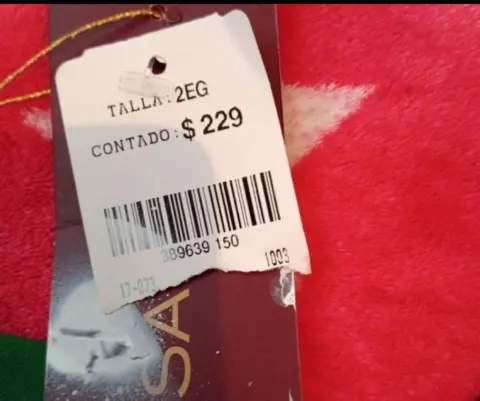 TALLA: 2EG
CONTADO: $ 229
389639 150
1003
17-073
SA